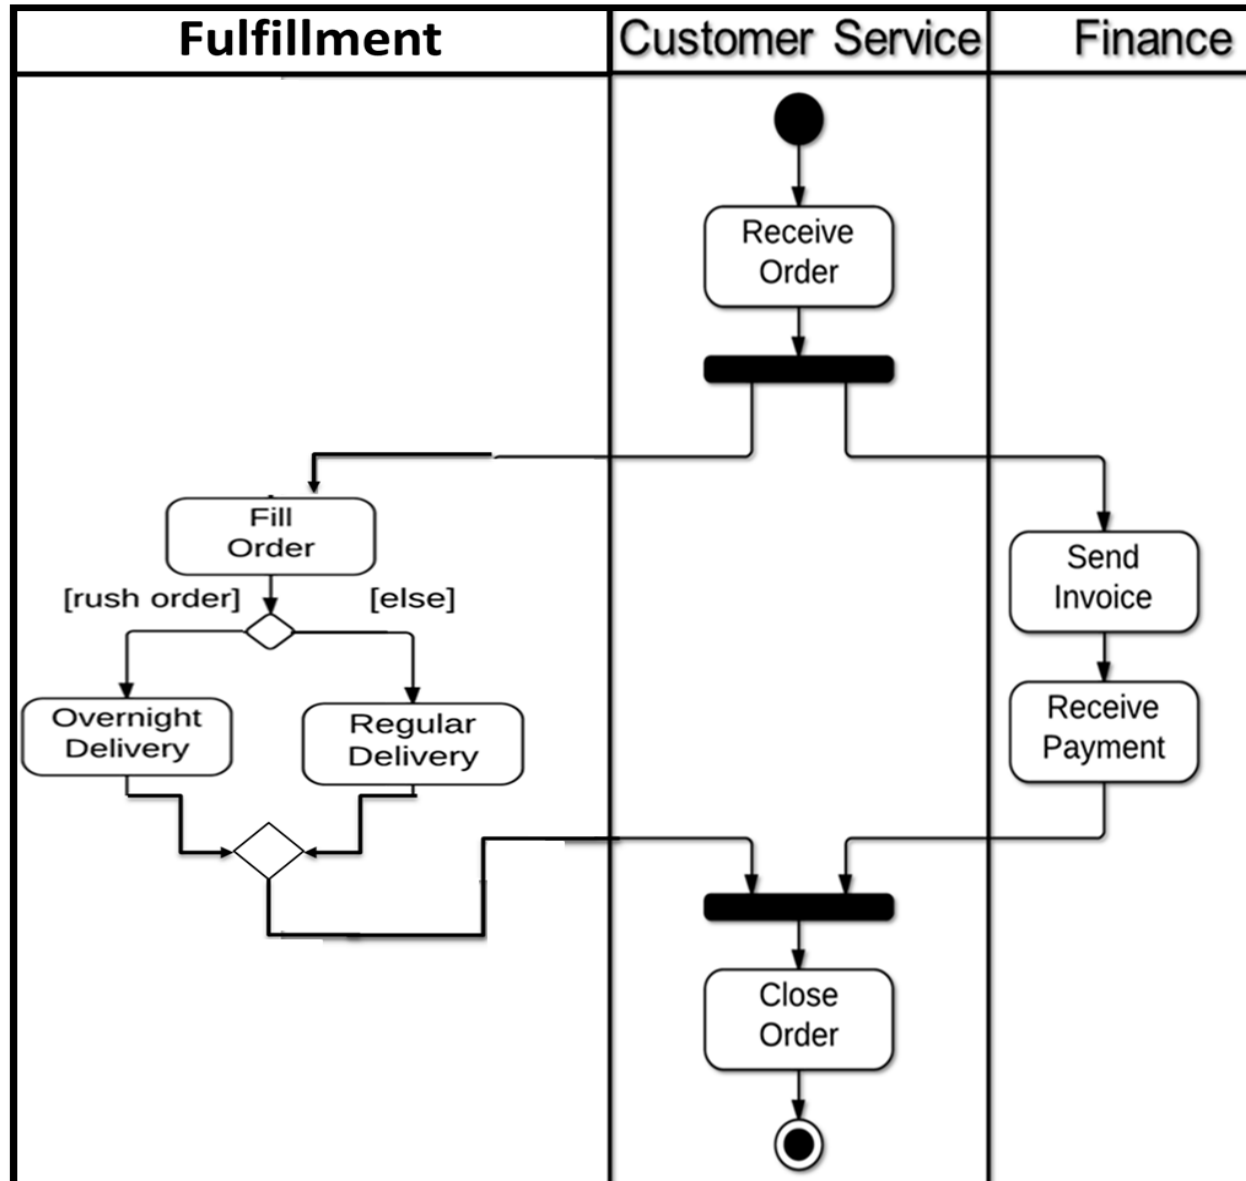 Fulfillment
Customer Service
Finance
Receive
Order
Fill
Order
[rush order]
[else]
Send
Invoice
Overnight
Delivery
Regular
Delivery
Receive
Payment
Close
Order